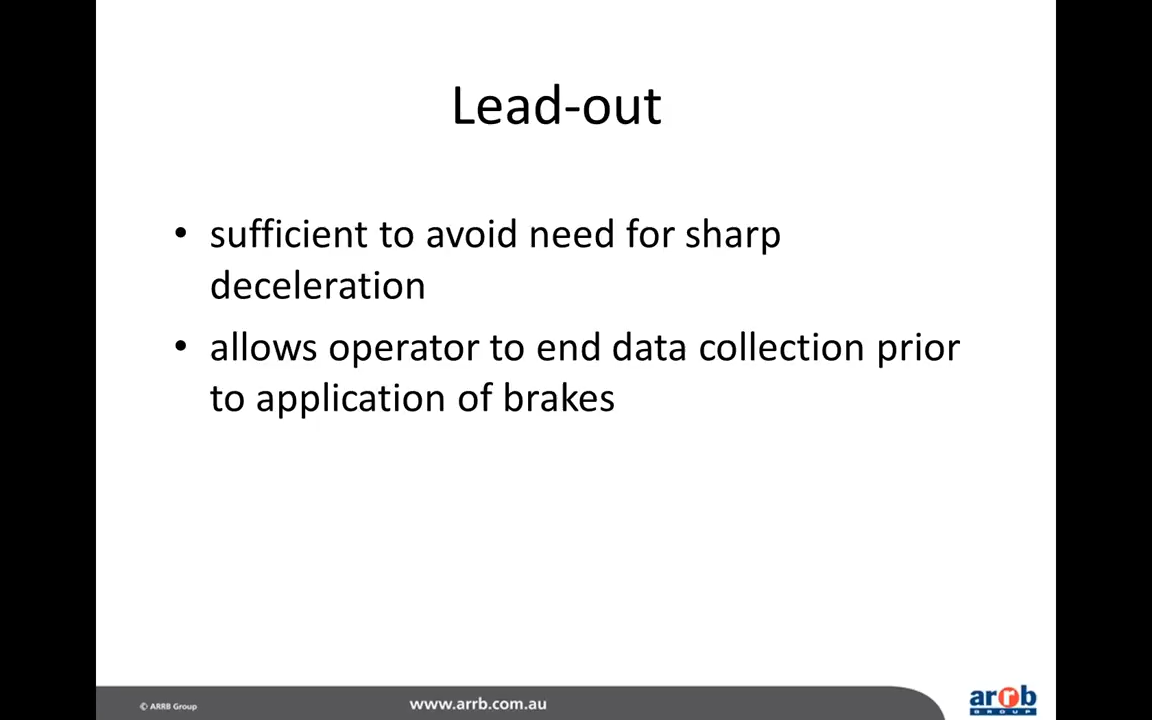 Lead-out
• sufficient to avoid need for sharp
deceleration
• allows operator to end data collection prior
to application of brakes
© ARRB Group
www.arrb.com.au
arrb
GROUP